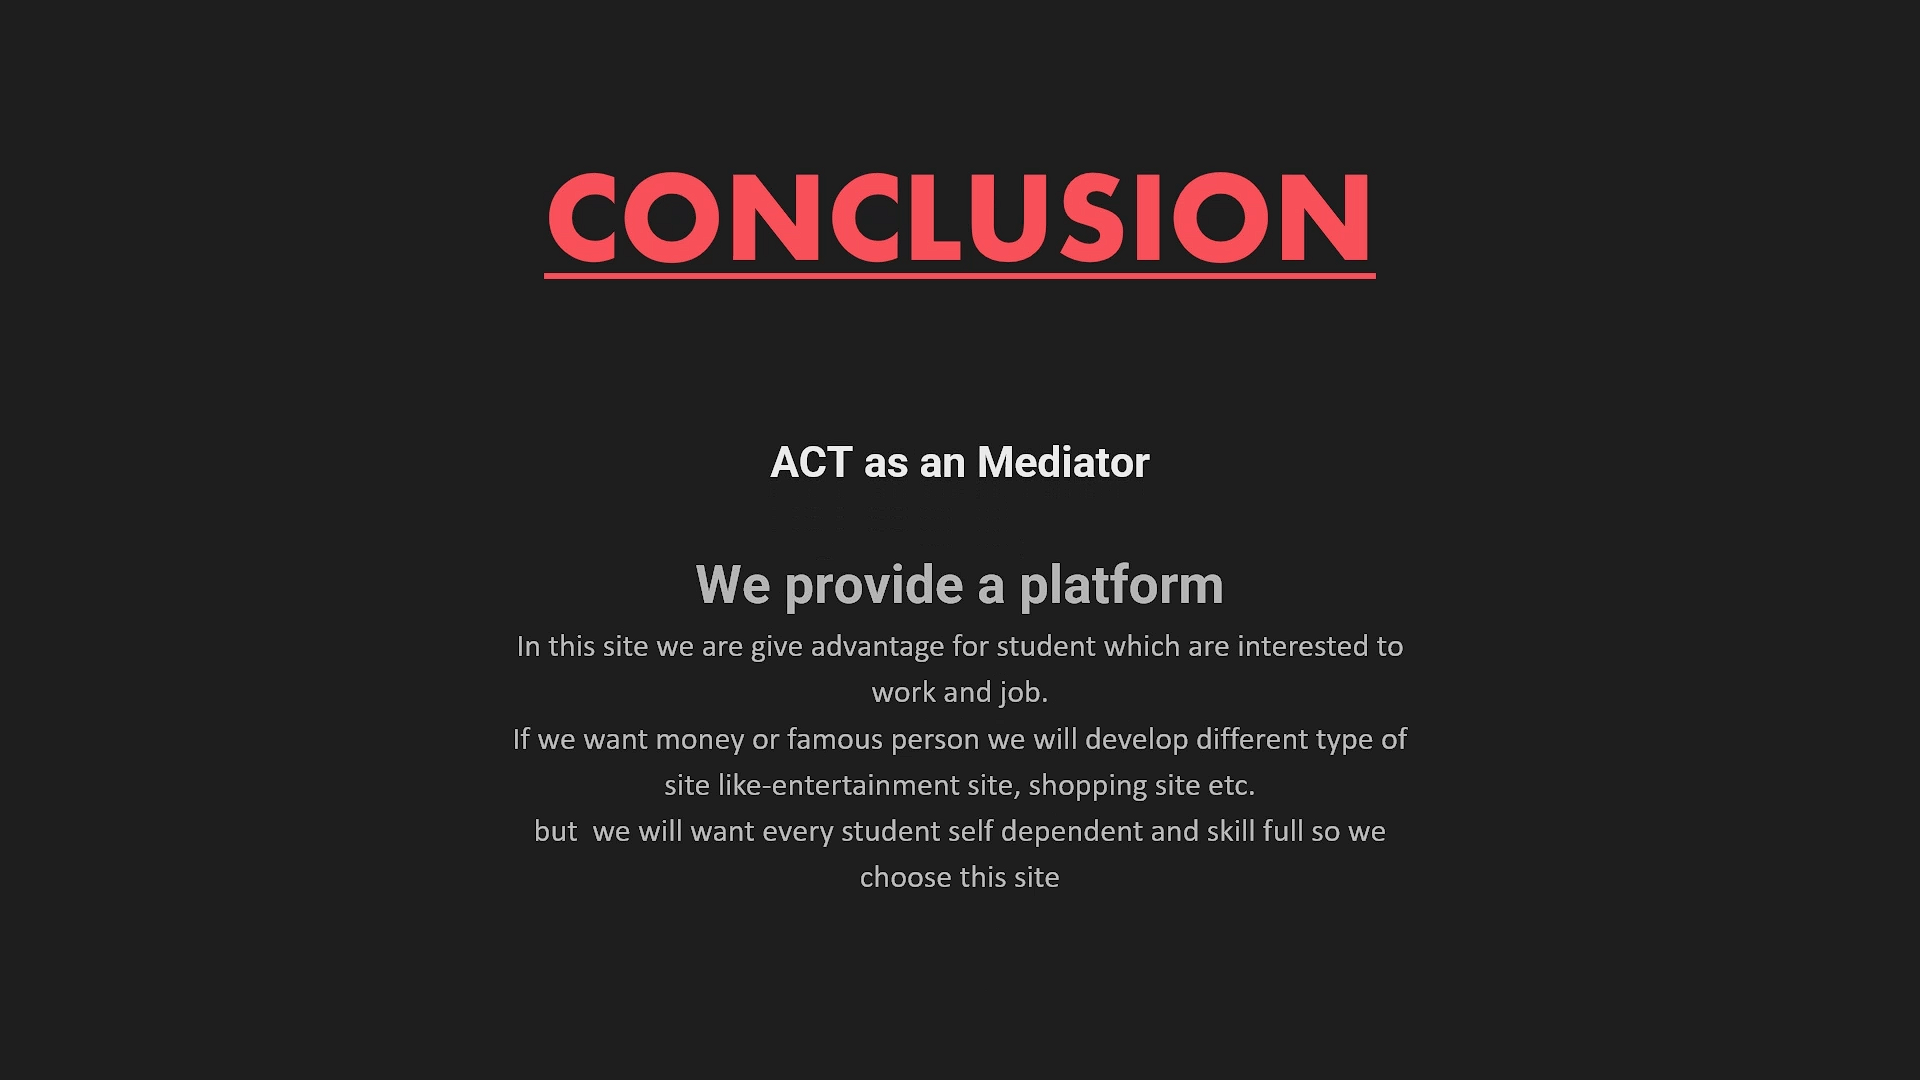 CONCLUSION
ACT as an Mediator
We provide a platform
In this site we are give advantage for student which are interested to
work and job.
If we want money or famous person we will develop different type of
site like-entertainment site, shopping site etc.
but  we will want every student self dependent and skill full so we
choose this site